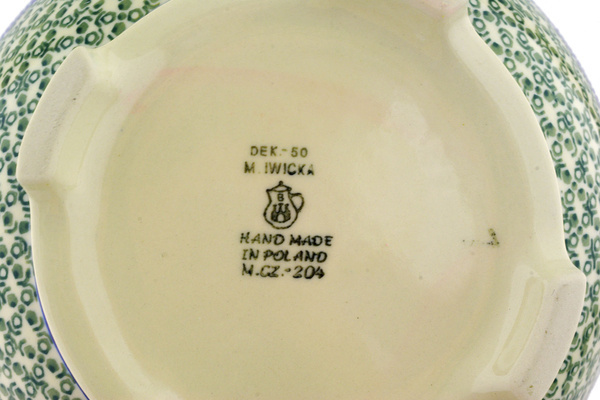 DEK.-50
M. IWICKA
B
HAND MADE
IN POLAND
M.CZ.-204